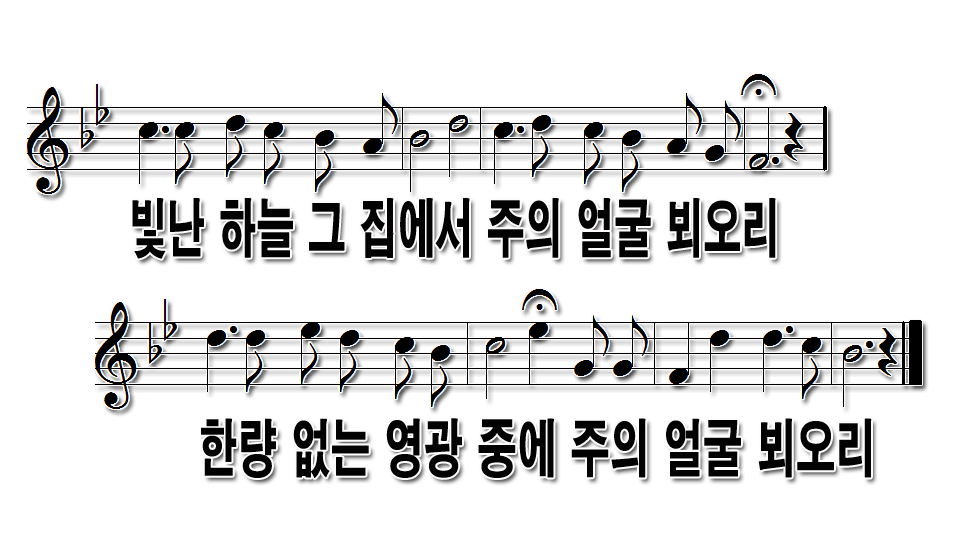 빛난 하늘 그 집에서 주의 얼굴 뵈오리
한량 없는 영광 중에 주의 얼굴 뵈오리